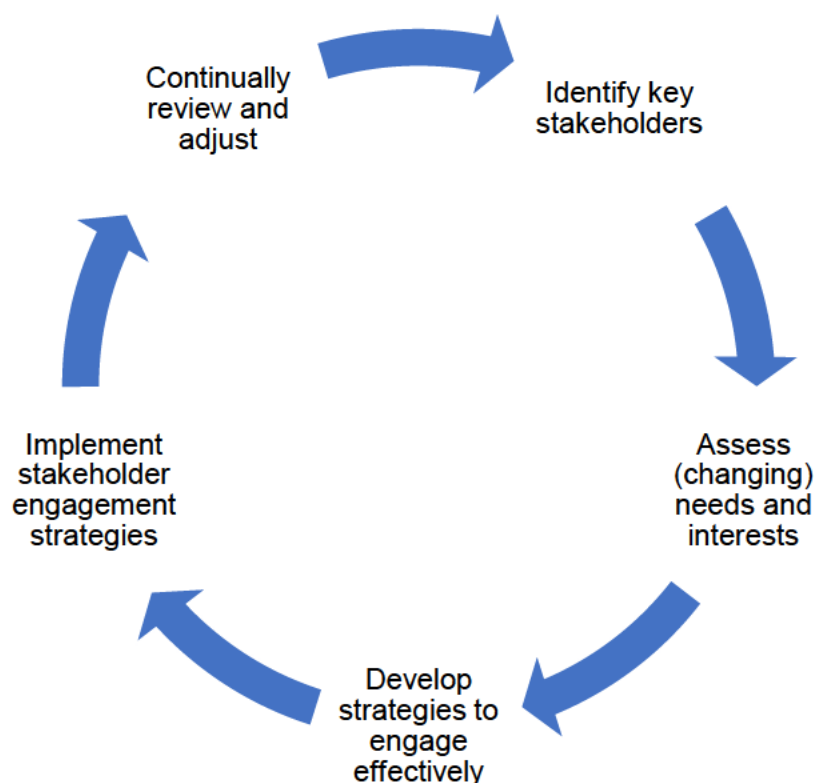 Continually
review and
adjust
Identify key
stakeholders
Assess
(changing)
needs and
interests
Develop
strategies to
engage
effectively
Implement
stakeholder
engagement
strategies